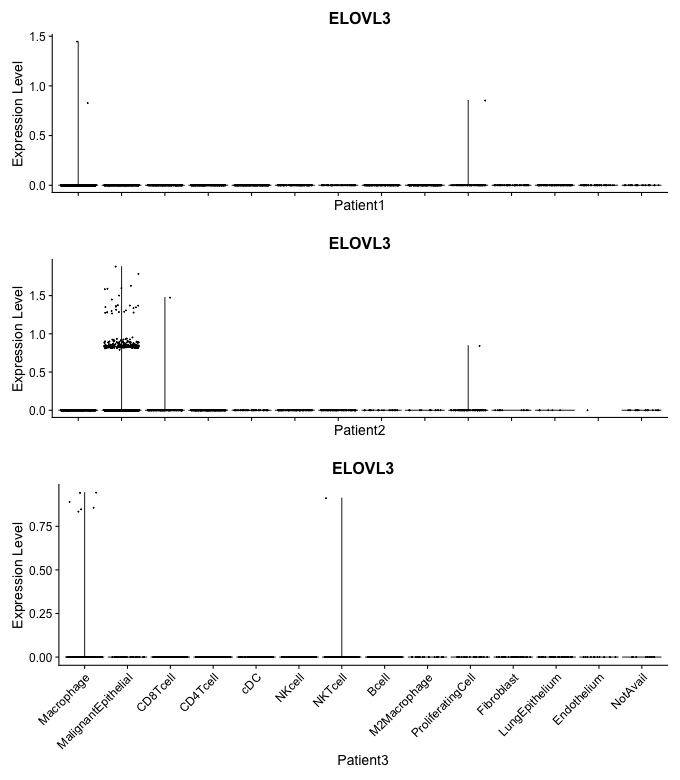 ELOVL3
Expression Level
1.5
1.0
0.5
0.0
Patient1
ELOVL3
Expression Level
1.5
1.0
0.5
0.0
Patient2
ELOVL3
Expression Level
0.75
0.50
0.25
0.00
Macrophage
MalignantEpithelial
CD8Tcell
CD4Tcell
cDC
NKcell
NKTcell
Bcell
M2Macrophage
ProliferatingCell
Fibroblast
LungEpithelium
Endothelium
NotAvail
Patient3